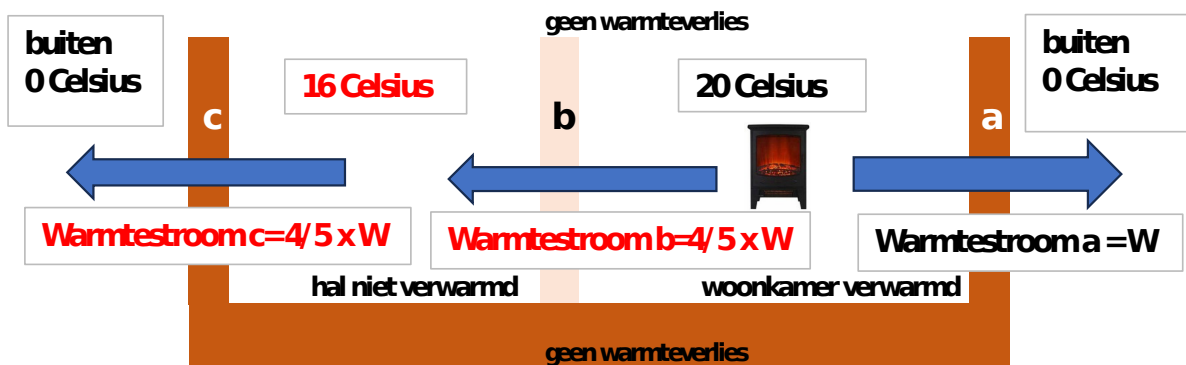 geen warmteverlies
buiten
0 Celsius
16 Celsius
20 Celsius
buiten
0 Celsius
c
b
a
Warmtestroom c=4/5 x W
Warmtestroom b=4/5 x W
Warmtestroom a = W
hal niet verwarmd
woonkamer verwarmd
geen warmteverlies